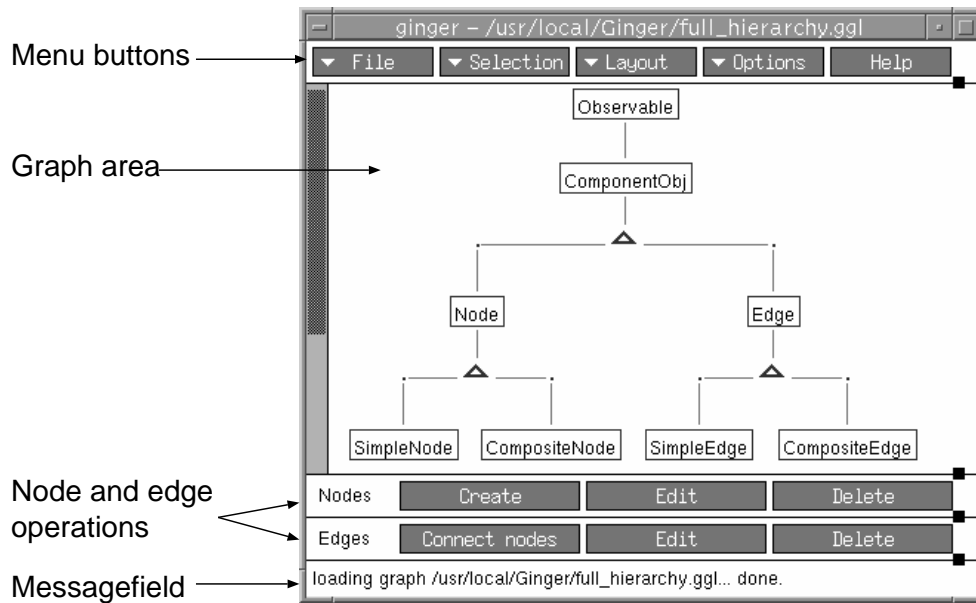 ginger – /usr/local/Ginger/full_hierarchy.ggl
Menu buttons
File Selection Layout Options Help
Observable
Graph area
ComponentObj
Node Edge
SimpleNode CompositeNode SimpleEdge CompositeEdge
Node and edge
operations
Nodes Create Edit Delete
Edges Connect nodes Edit Delete
Messagefield
loading graph /usr/local/Ginger/full_hierarchy.ggl... done.